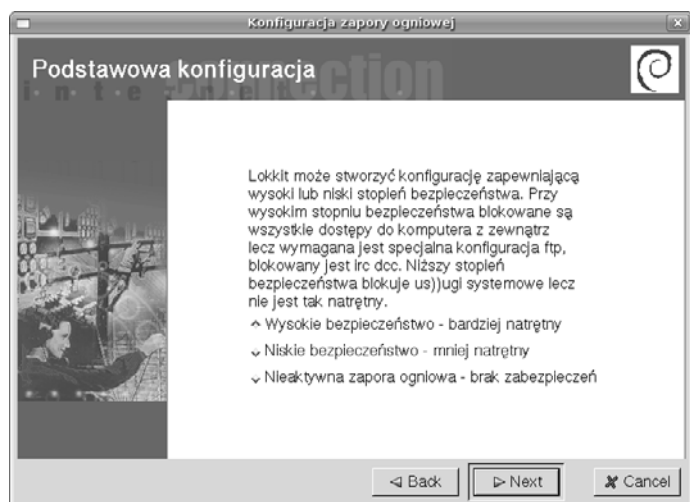 Konfiguracja zapory ogniowej
Podstawowa konfiguracja
connection
i n t e r n e t
Lokkit może stworzyć konfigurację zapewniającą
wysoki lub niski stopień bezpieczeństwa. Przy
wysokim stopniu bezpieczeństwa blokowane są
wszystkie dostępy do komputera z zewnątrz
lecz wymagana jest specjalna konfiguracja ftp,
blokowany jest irc dcc. Niższy stopień
bezpieczeństwa blokuje us))ugi systemowe lecz
nie jest tak natrętny.
Wysokie bezpieczeństwo - bardziej natrętny
Niskie bezpieczeństwo - mniej natrętny
Nieaktywna zapora ogniowa - brak zabezpieczeń
Back Next Cancel